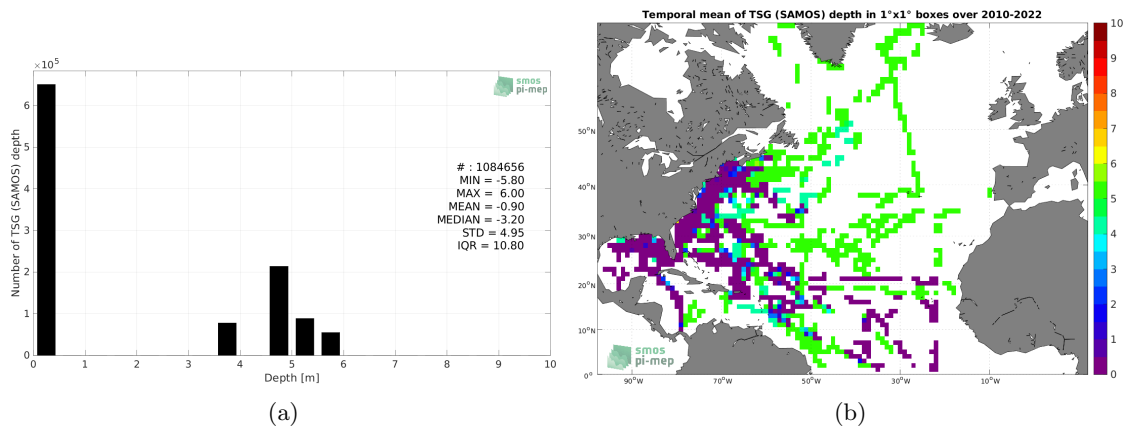 ×10⁵
6
5
4
3
2
1
0
Number of TSG (SAMOS) depth
smos
pi-mep
# : 1084656
MIN = -5.80
MAX = 6.00
MEAN = -0.90
MEDIAN = -3.20
STD = 4.95
IQR = 10.80
0 1 2 3 4 5 6 7 8 9 10
Depth [m]
(a)
Temporal mean of TSG (SAMOS) depth in 1°x1° boxes over 2010-2022
50°N
40°N
30°N
20°N
10°N
0°
90°W 70°W 50°W 30°W 10°W
smos
pi-mep
10
9
8
7
6
5
4
3
2
1
0
(b)